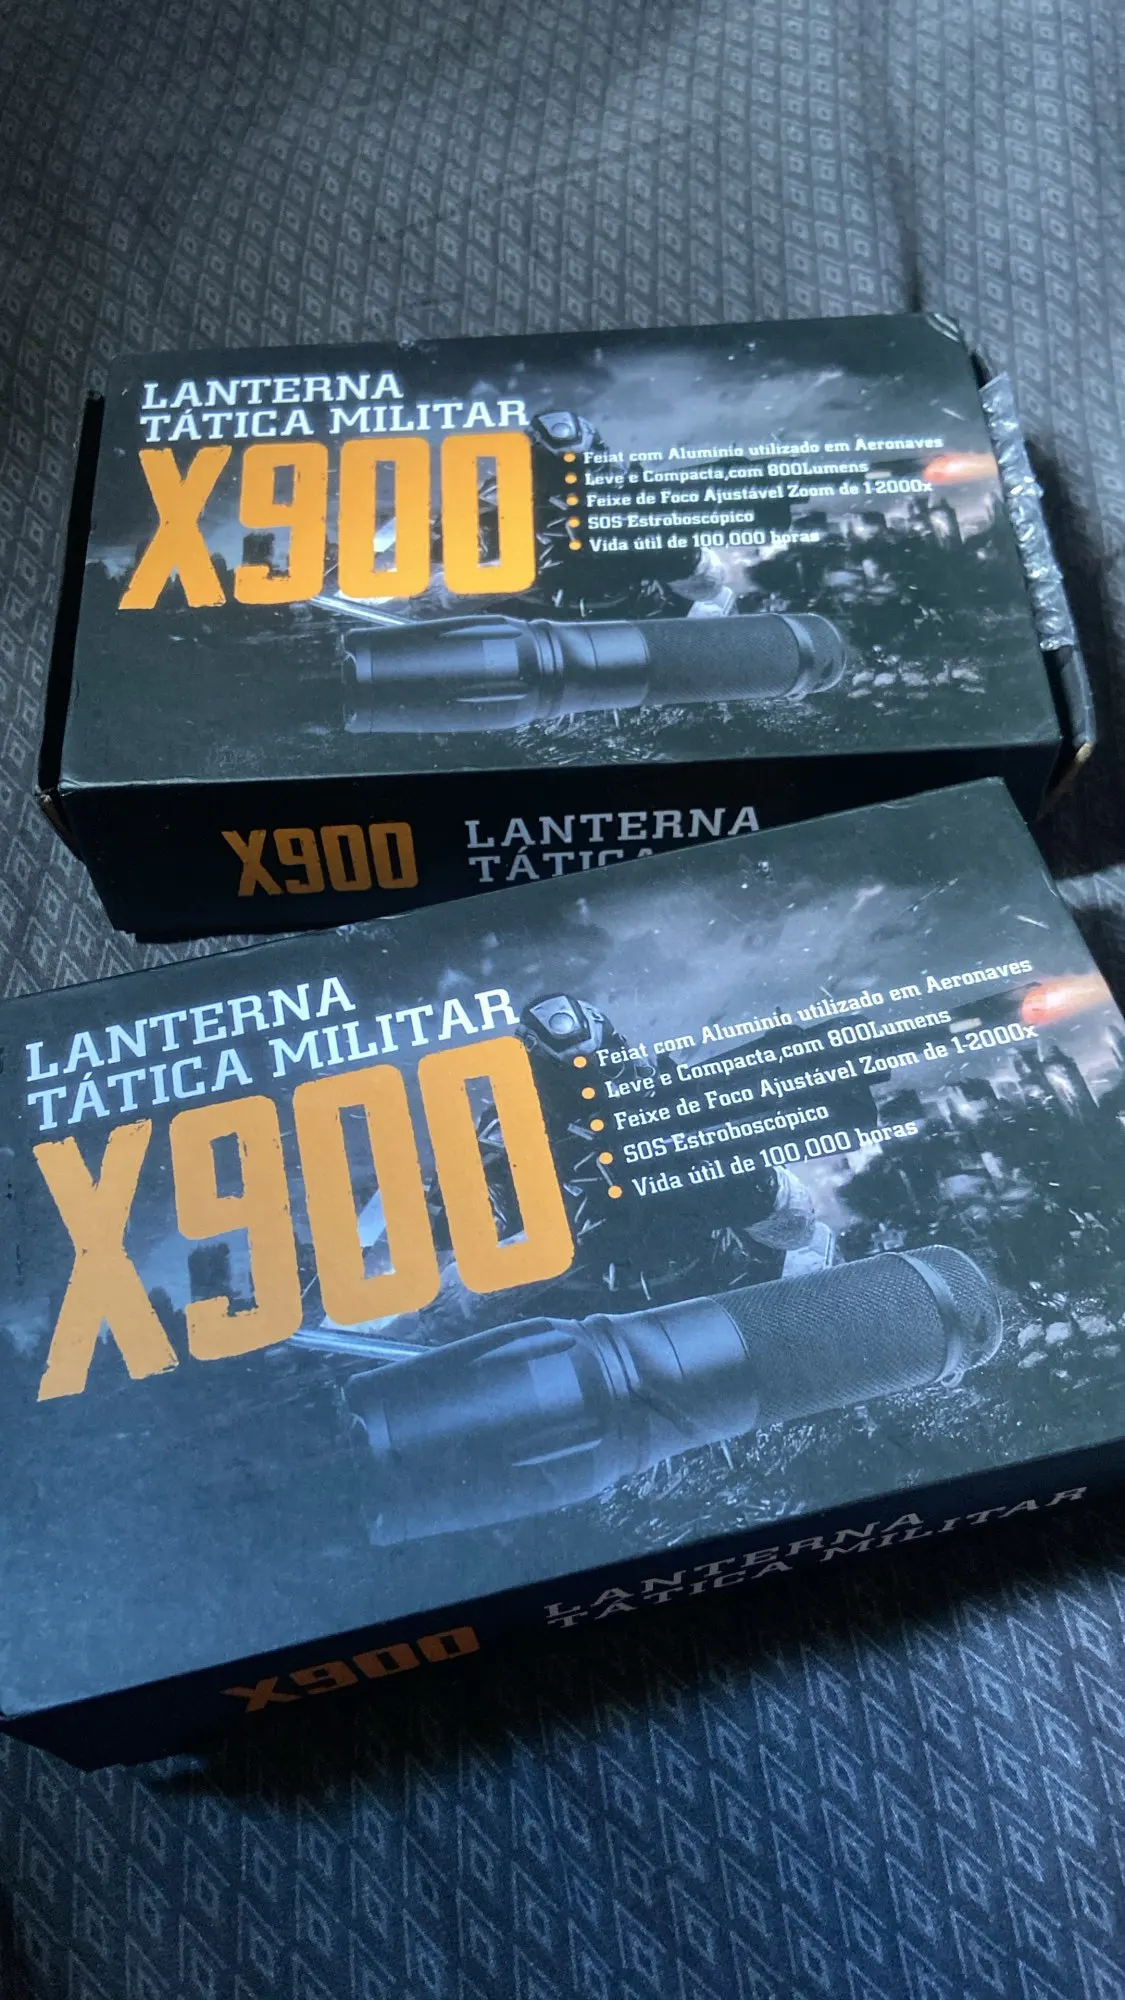 LANTERNA
TÁTICA MILITAR
X900
Feiat com Aluminio utilizado em Aeronaves
Leve e Compacta,com 800Lumens
Feixe de Foco Ajustável Zoom de 1-2000x
SOS Estroboscópico
Vida útil de 100,000 horas
X900
LANTERNA
TÁTICA
LANTERNA
TÁTICA MILITAR
X900
Feiat com Aluminio utilizado em Aeronaves
Leve e Compacta,com 800Lumens
Feixe de Foco Ajustável Zoom de 1-2000x
SOS Estroboscópico
Vida útil de 100,000 horas
X900
LANTERNA
TÁTICA MILITAR